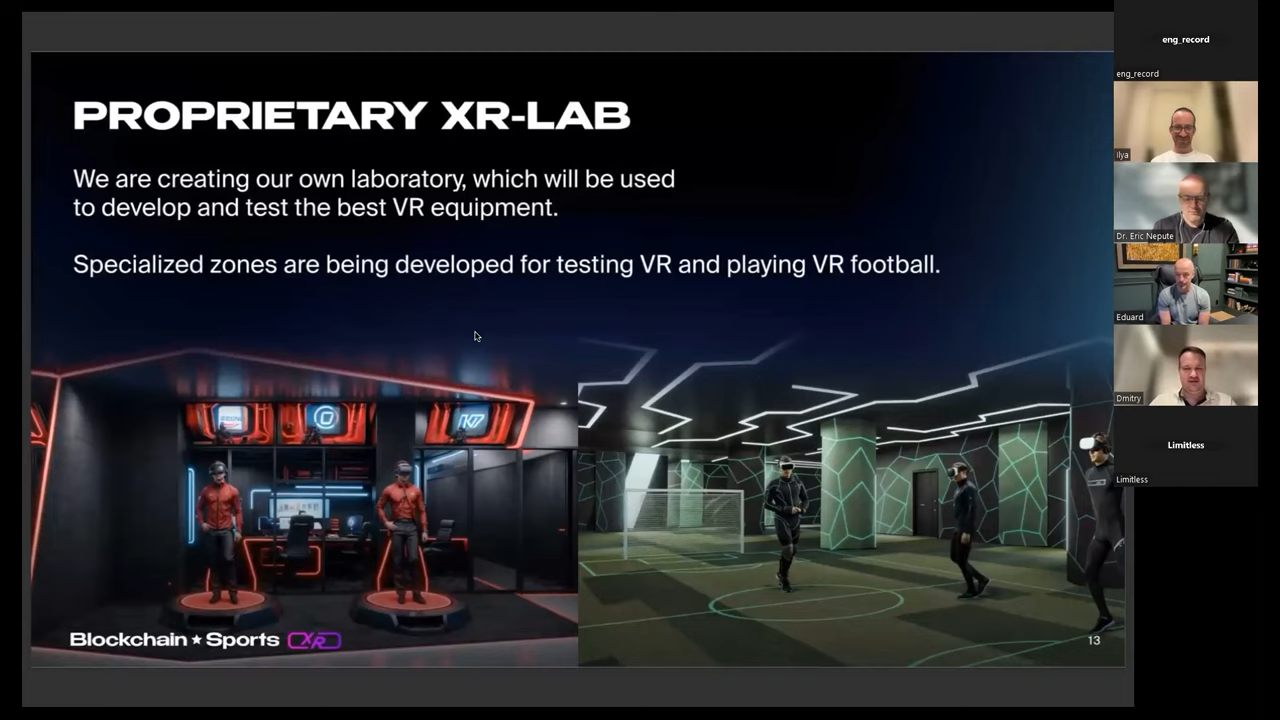 PROPRIETARY XR-LAB
We are creating our own laboratory, which will be used
to develop and test the best VR equipment.
Specialized zones are being developed for testing VR and playing VR football.
Blockchain ★ Sports XR
13
eng_record
eng_record
Ilya
Dr. Eric Nepute
Eduard
Dmitry
Limitless
Limitless